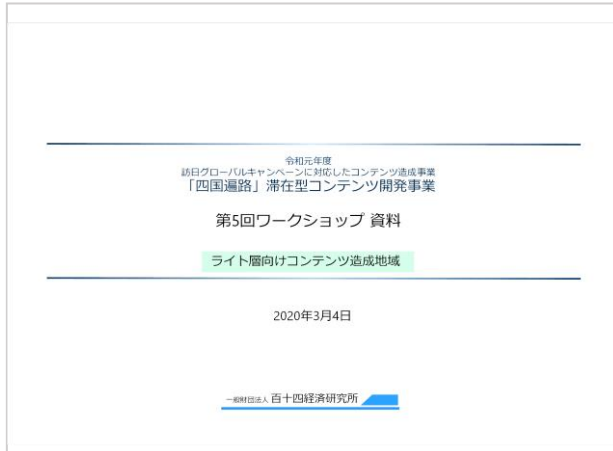 令和元年度
訪日グローバルキャンペーンに対応したコンテンツ造成事業
「四国遍路」滞在型コンテンツ開発事業
第5回ワークショップ 資料
ライト層向けコンテンツ造成地域
2020年3月4日
一般財団法人 百十四経済研究所